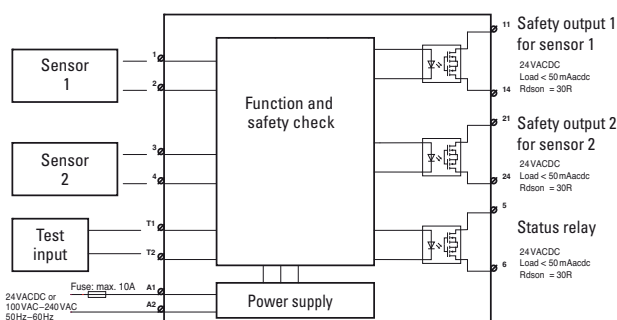 Sensor
1
1
2
Sensor
2
3
4
Test
input
T1
T2
Fuse: max. 10A
A1
A2
24VACDC or
100VAC–240VAC
50Hz–60Hz
Function and
safety check
Power supply
11
14
Safety output 1
for sensor 1
24VACDC
Load < 50mAacdc
Rdson = 30R
21
24
Safety output 2
for sensor 2
24VACDC
Load < 50mAacdc
Rdson = 30R
5
6
Status relay
24VACDC
Load < 50mAacdc
Rdson = 30R